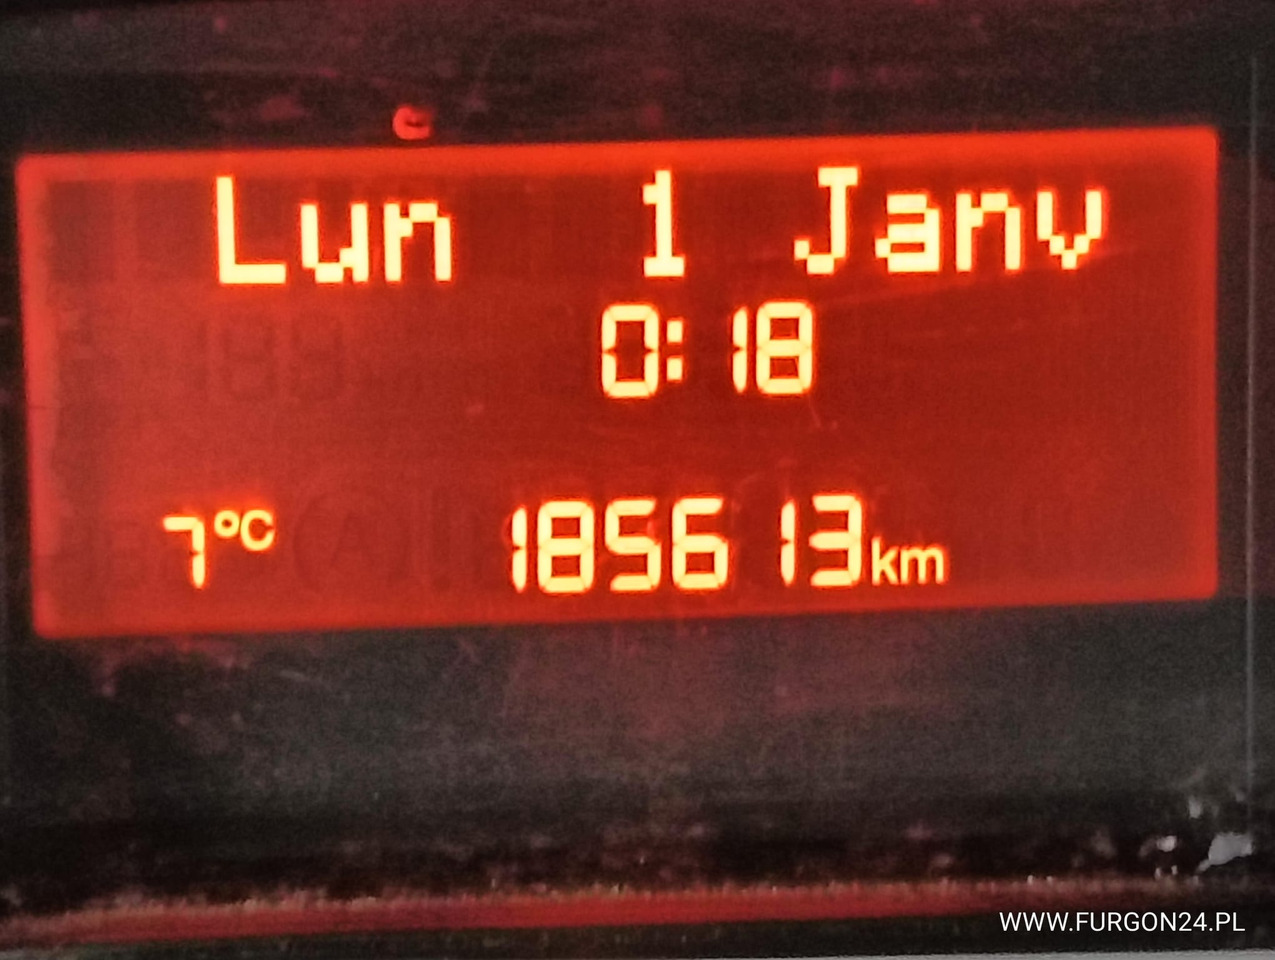 Lun 1 Janv
0:18
7°C 185613km
WWW.FURGON24.PL